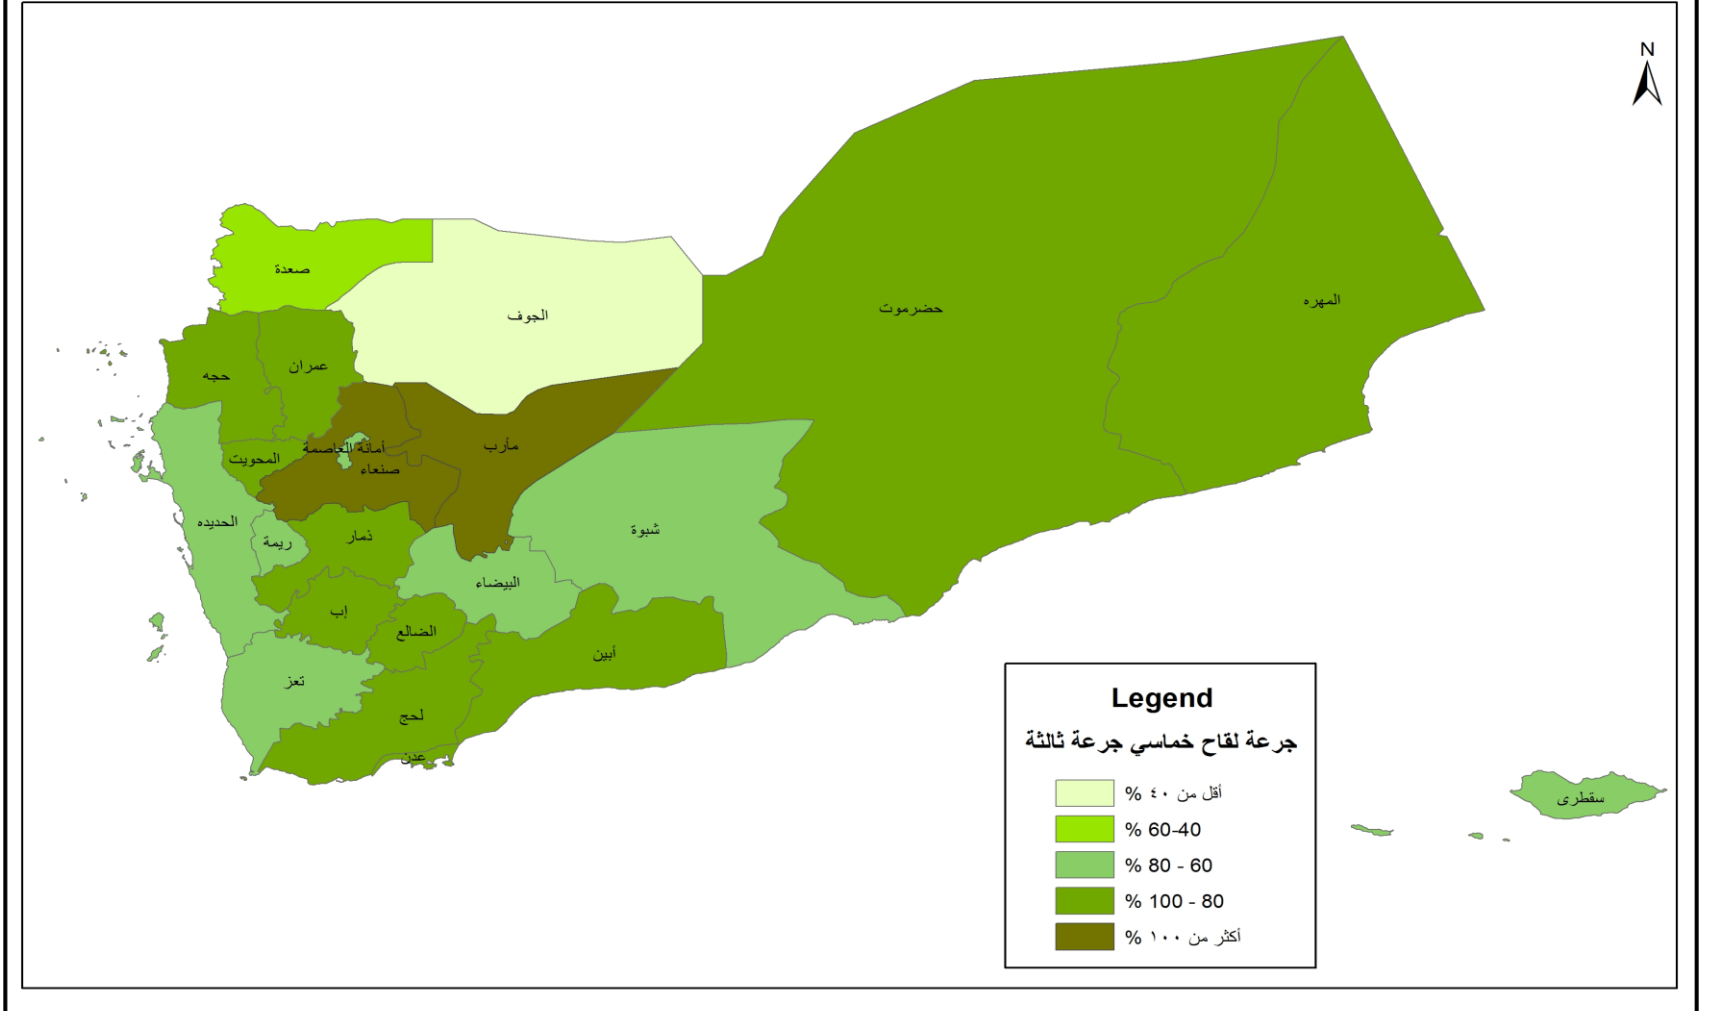 N
صعدة
الجوف
حضرموت
المهره
عمران
حجه
أمانة العاصمة
مأرب
المحويت
صنعاء
الحديده
شبوة
ذمار
ريمة
البيضاء
إب
الضالع
أبين
تعز
لحج
عدن
سقطرى
Legend
جرعة لقاح خماسي جرعة ثالثة
أقل من ٤٠ %
% 60-40
% 80 - 60
% 100 - 80
أكثر من ١٠٠ %